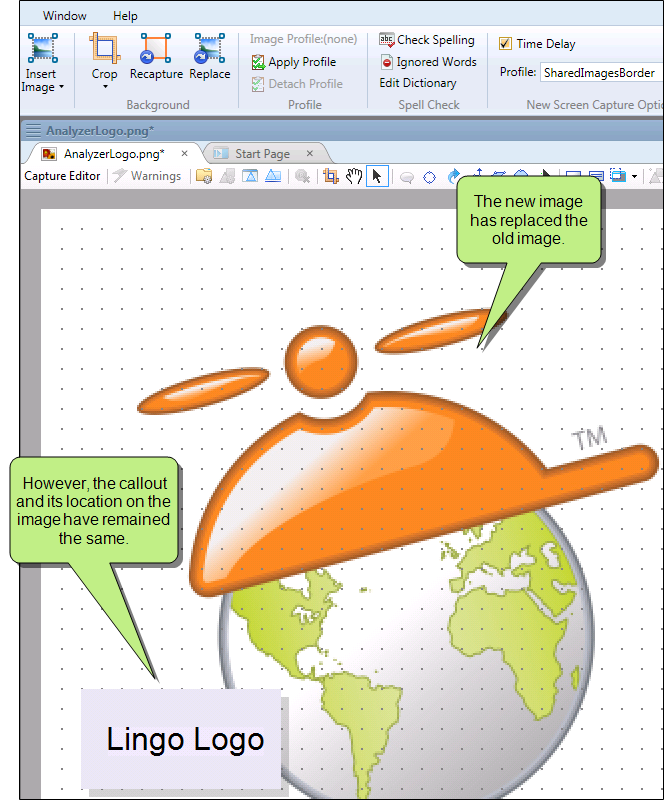 Window Help
Image Profile:(none)
Check Spelling
Time Delay
Apply Profile
Ignored Words
Insert
Image
Crop
Recapture
Replace
Detach Profile
Edit Dictionary
Profile: SharedImagesBorder
Background
Profile
Spell Check
New Screen Capture
AnalyzerLogo.png*
AnalyzerLogo.png* × Start Page ×
Capture Editor Warnings
The new image
has replaced the
old image.
TM
However, the callout
and its location on the
image have remained
the same.
Lingo Logo